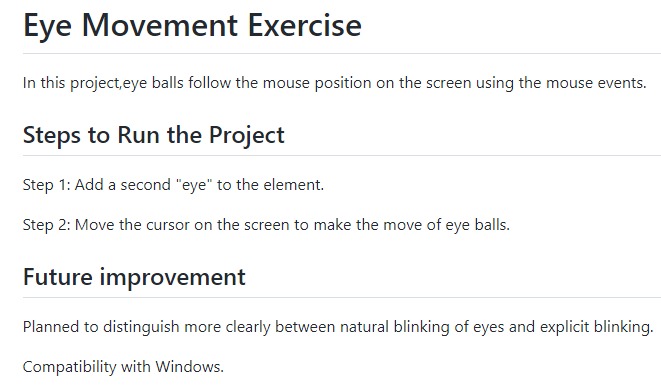 Eye Movement Exercise
In this project,eye balls follow the mouse position on the screen using the mouse events.
Steps to Run the Project
Step 1: Add a second "eye" to the element.
Step 2: Move the cursor on the screen to make the move of eye balls.
Future improvement
Planned to distinguish more clearly between natural blinking of eyes and explicit blinking.
Compatibility with Windows.